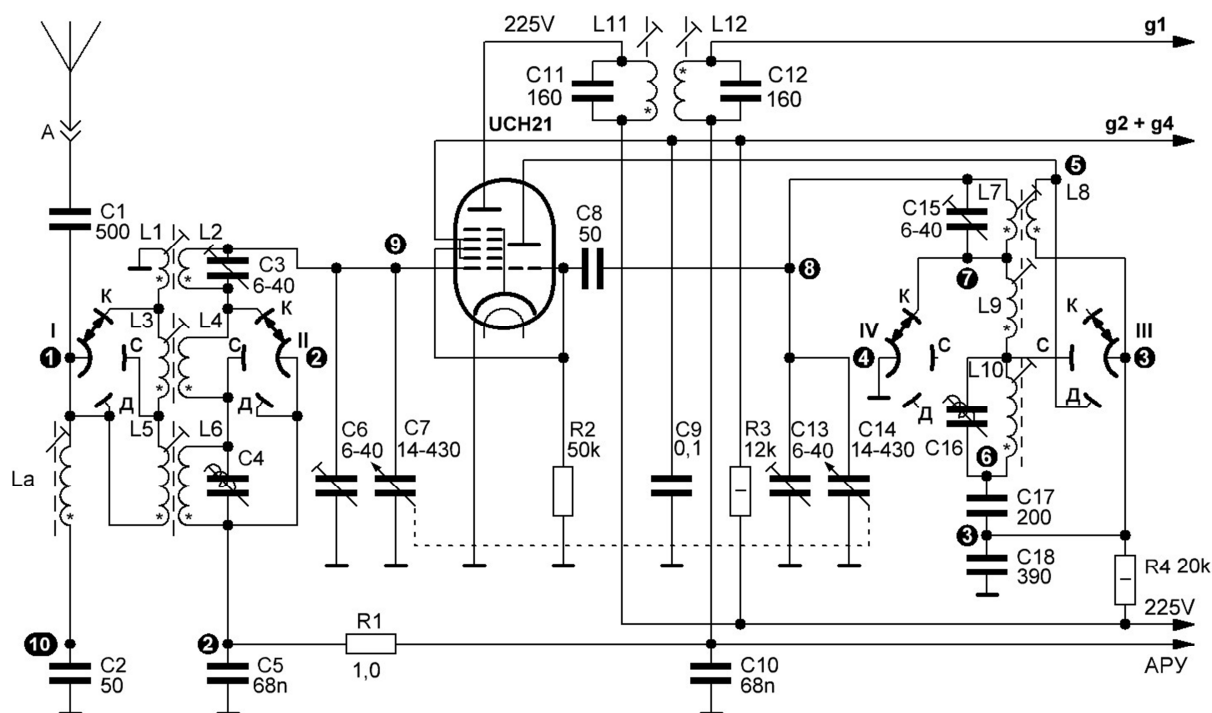 225V
L11
L12
g1
C11
160
C12
160
A
UCH21
g2 + g4
5
C1
500
L1
L2
9
C8
50
C15
6-40
L7
L8
C3
6-40
8
7
К
К
К
L9
К
I
L3
L4
II
IV
III
1
С
С
2
4
С
L10
С
3
Д
Д
Д
Д
L5
L6
C4
C6
6-40
C7
14-430
R2
50k
C9
0,1
R3
12k
C13
6-40
C14
14-430
C16
6
La
C17
200
3
C18
390
R4 20k
225V
10
2
R1
1,0
АРУ
C2
50
C5
68n
C10
68n